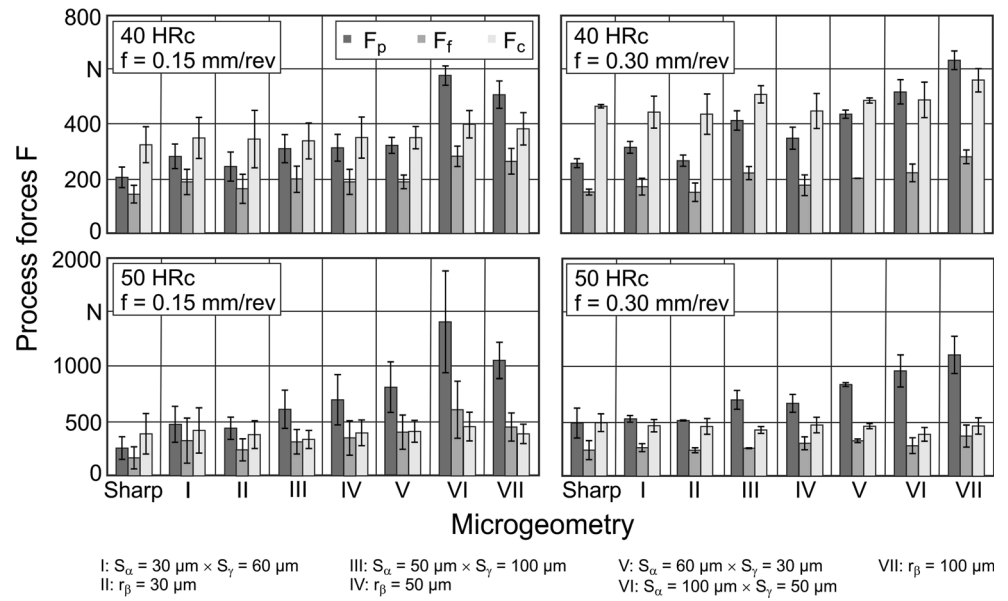 Process forces F
800
N
400
200
0
40 HRc
f = 0.15 mm/rev
Fp Ff Fc
40 HRc
f = 0.30 mm/rev
2000
N
1000
500
0
50 HRc
f = 0.15 mm/rev
50 HRc
f = 0.30 mm/rev
Sharp I II III IV V VI VII Sharp I II III IV V VI VII
Microgeometry
I: Sα = 30 µm × Sγ = 60 µm III: Sα = 50 µm × Sγ = 100 µm V: Sα = 60 µm × Sγ = 30 µm VII: rβ = 100 µm
II: rβ = 30 µm IV: rβ = 50 µm VI: Sα = 100 µm × Sγ = 50 µm